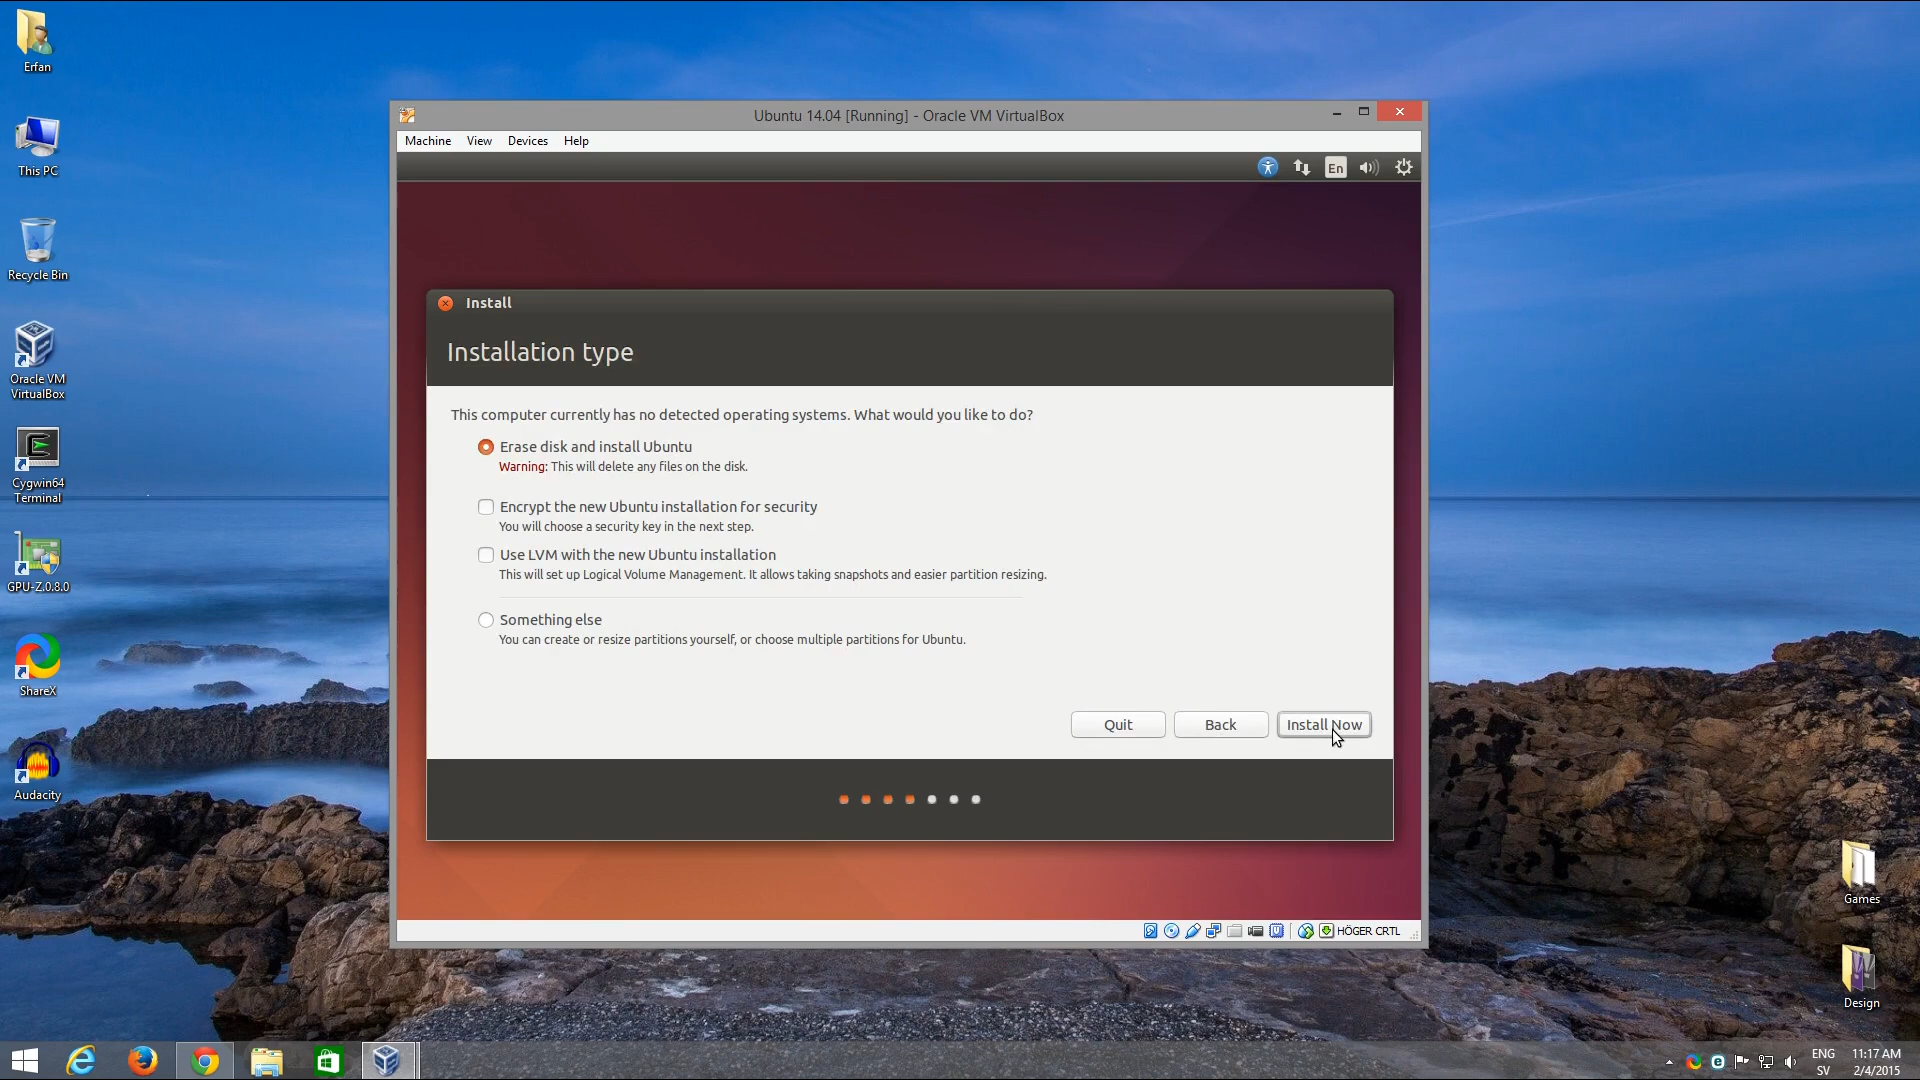 Erfan
This PC
Recycle Bin
Oracle VM
VirtualBox
Cygwin64
Terminal
GPU-Z.0.8.0
ShareX
Audacity
Ubuntu 14.04 [Running] - Oracle VM VirtualBox
Machine View Devices Help
En
Install
Installation type
This computer currently has no detected operating systems. What would you like to do?
Erase disk and install Ubuntu
Warning: This will delete any files on the disk.
Encrypt the new Ubuntu installation for security
You will choose a security key in the next step.
Use LVM with the new Ubuntu installation
This will set up Logical Volume Management. It allows taking snapshots and easier partition resizing.
Something else
You can create or resize partitions yourself, or choose multiple partitions for Ubuntu.
Quit Back Install Now
HÖGER CRTL
Games
Design
ENG 11:17 AM
SV 2/4/2015